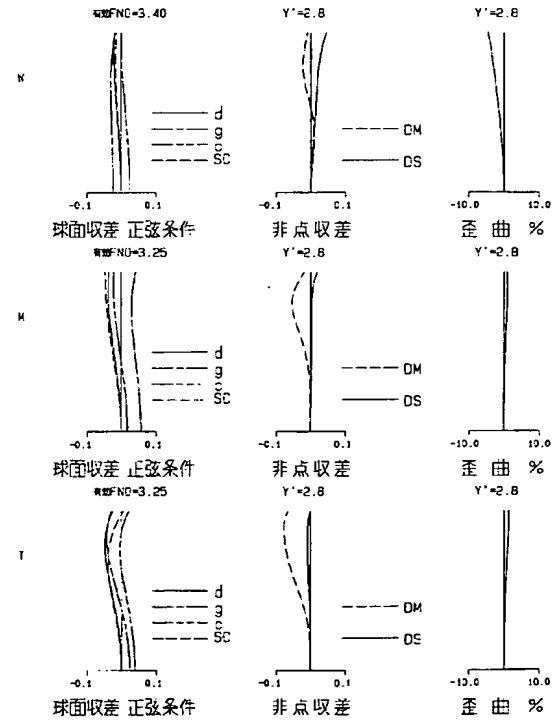 有効FNO=3.40 Y'=2.8 Y'=2.8
W
d
g
c
SC
DM
DS
-0.1 0.1 -0.1 0.1 -10.0 10.0
球面収差 正弦条件 非点収差 歪曲 %
有効FNO=3.25 Y'=2.8 Y'=2.8
M
d
g
c
SC
DM
DS
-0.1 0.1 -0.1 0.1 -10.0 10.0
球面収差 正弦条件 非点収差 歪曲 %
有効FNO=3.25 Y'=2.8 Y'=2.8
T
d
g
c
SC
DM
DS
-0.1 0.1 -0.1 0.1 -10.0 10.0
球面収差 正弦条件 非点収差 歪曲 %